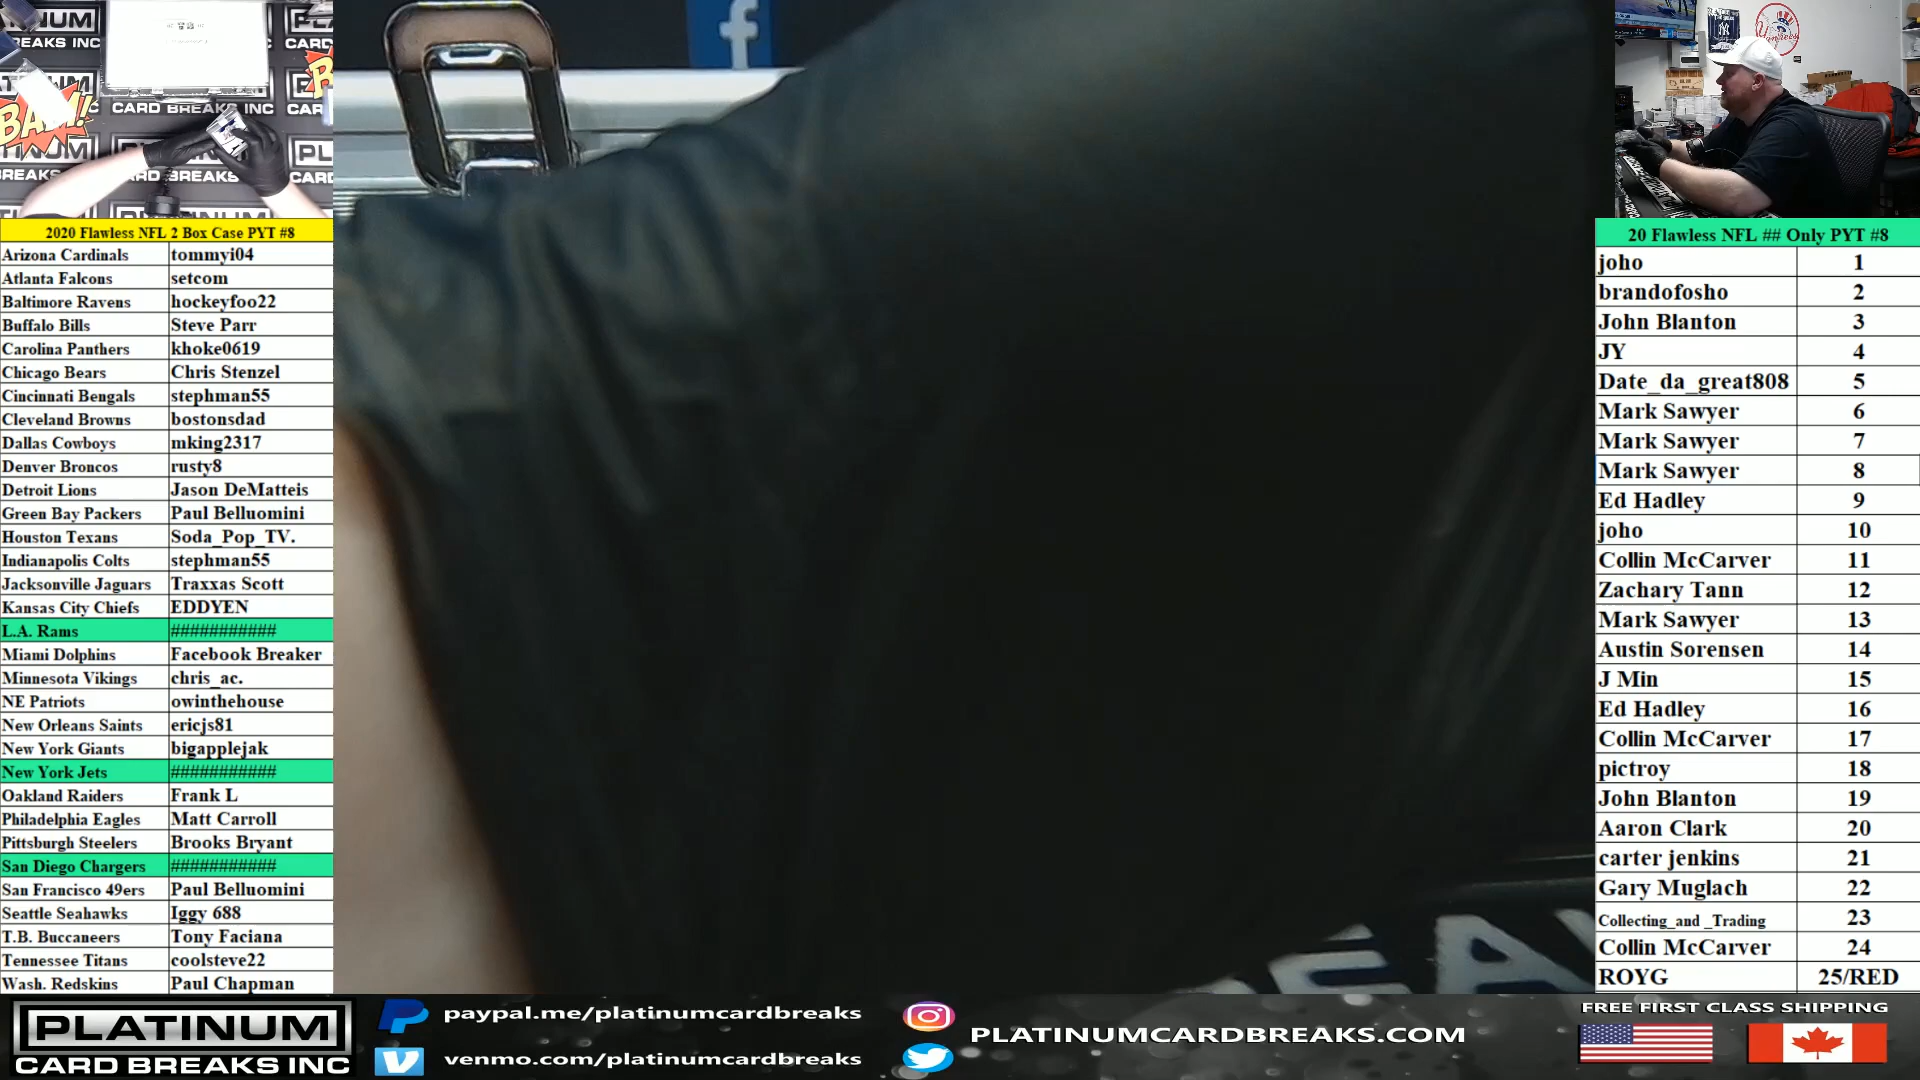 PLATINUM
CARD BREAKS INC
BAM!
f
Yankees
2020 Flawless NFL 2 Box Case PYT #8
Arizona Cardinals tommyi04
Atlanta Falcons setcom
Baltimore Ravens hockeyfoo22
Buffalo Bills Steve Parr
Carolina Panthers khoke0619
Chicago Bears Chris Stenzel
Cincinnati Bengals stephman55
Cleveland Browns bostonsdad
Dallas Cowboys mking2317
Denver Broncos rusty8
Detroit Lions Jason DeMatteis
Green Bay Packers Paul Belluomini
Houston Texans Soda_Pop_TV.
Indianapolis Colts stephman55
Jacksonville Jaguars Traxxas Scott
Kansas City Chiefs EDDYEN
L.A. Rams ###########
Miami Dolphins Facebook Breaker
Minnesota Vikings chris_ac.
NE Patriots owinthehouse
New Orleans Saints ericjs81
New York Giants bigapplejak
New York Jets ###########
Oakland Raiders Frank L
Philadelphia Eagles Matt Carroll
Pittsburgh Steelers Brooks Bryant
San Diego Chargers ###########
San Francisco 49ers Paul Belluomini
Seattle Seahawks Iggy 688
T.B. Buccaneers Tony Faciana
Tennessee Titans coolsteve22
Wash. Redskins Paul Chapman
20 Flawless NFL ## Only PYT #8
joho 1
brandofosho 2
John Blanton 3
JY 4
Date_da_great808 5
Mark Sawyer 6
Mark Sawyer 7
Mark Sawyer 8
Ed Hadley 9
joho 10
Collin McCarver 11
Zachary Tann 12
Mark Sawyer 13
Austin Sorensen 14
J Min 15
Ed Hadley 16
Collin McCarver 17
pictroy 18
John Blanton 19
Aaron Clark 20
carter jenkins 21
Gary Muglach 22
Collecting_and _Trading 23
Collin McCarver 24
ROYG 25/RED
PLATINUM
CARD BREAKS INC
paypal.me/platinumcardbreaks
venmo.com/platinumcardbreaks
PLATINUMCARDBREAKS.COM
FREE FIRST CLASS SHIPPING